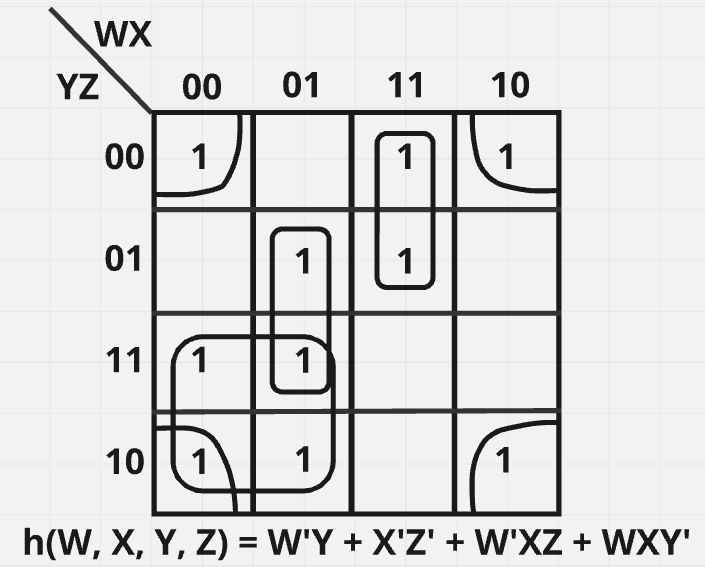 WX
YZ 00 01 11 10
00 1 1 1
01 1 1
11 1 1
10 1 1 1
h(W, X, Y, Z) = W'Y + X'Z' + W'XZ + WXY'